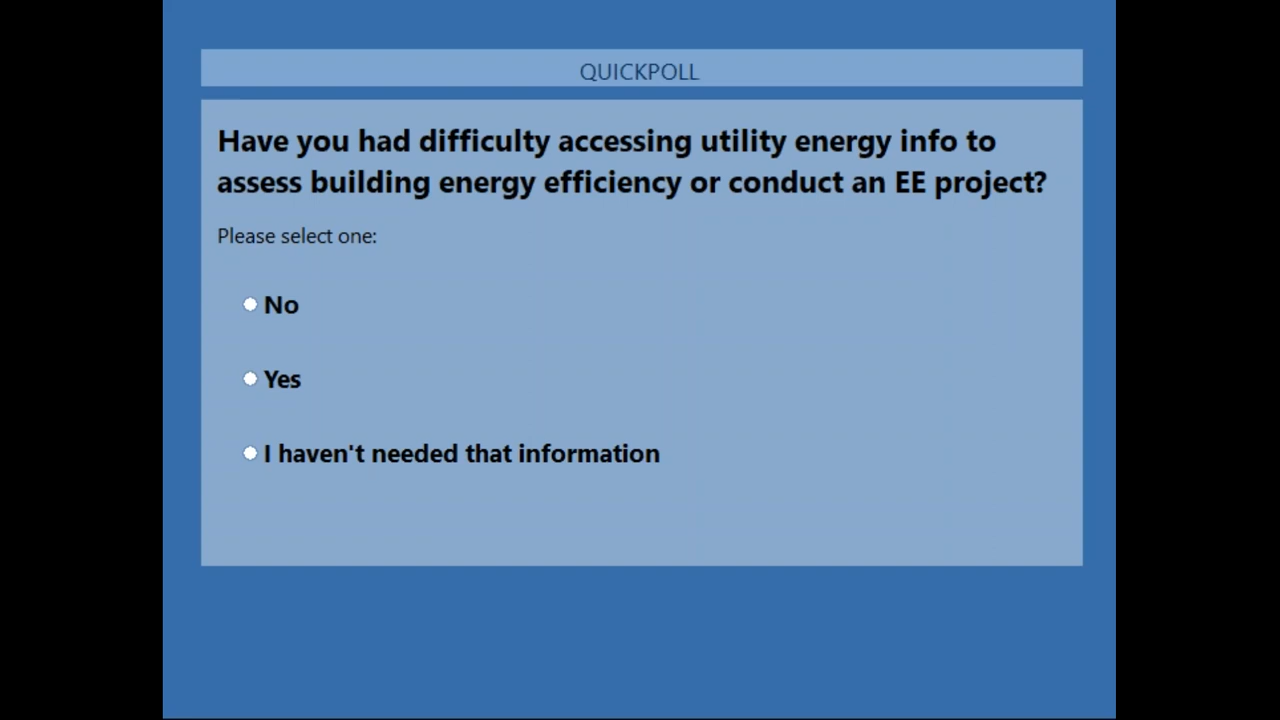 QUICKPOLL
Have you had difficulty accessing utility energy info to
assess building energy efficiency or conduct an EE project?
Please select one:
No
Yes
I haven't needed that information